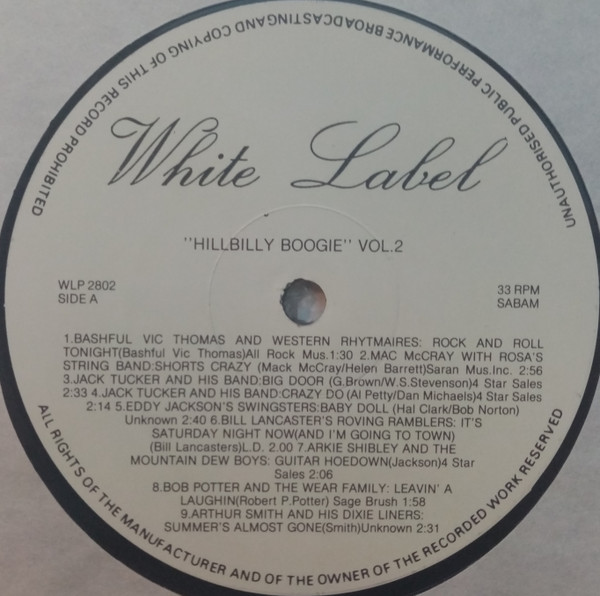 UNAUTHORISED PUBLIC PERFORMANCE BROADCASTING AND COPYING OF THIS RECORD PROHIBITED
White Label
"HILLBILLY BOOGIE" VOL.2
WLP 2802
SIDE A
33 RPM
SABAM
1.BASHFUL VIC THOMAS AND WESTERN RHYTMAIRES: ROCK AND ROLL
TONIGHT(Bashful Vic Thomas)All Rock Mus.1:30 2.MAC McCRAY WITH ROSA'S
STRING BAND:SHORTS CRAZY (Mack McCray/Helen Barrett)Saran Mus.Inc. 2:56
3.JACK TUCKER AND HIS BAND:BIG DOOR (G.Brown/W.S.Stevenson)4 Star Sales
2:33 4.JACK TUCKER AND HIS BAND:CRAZY DO (Al Petty/Dan Michaels)4 Star Sales
2:14 5.EDDY JACKSON'S SWINGSTERS:BABY DOLL (Hal Clark/Bob Norton)
Unknown 2:40 6.BILL LANCASTER'S ROVING RAMBLERS: IT'S
SATURDAY NIGHT NOW(AND I'M GOING TO TOWN)
(Bill Lancasters)L.D. 2.00 7.ARKIE SHIBLEY AND THE
MOUNTAIN DEW BOYS: GUITAR HOEDOWN(Jackson)4 Star
Sales 2:06
8.BOB POTTER AND THE WEAR FAMILY: LEAVIN' A
LAUGHIN(Robert P.Potter) Sage Brush 1:58
9.ARTHUR SMITH AND HIS DIXIE LINERS:
SUMMER'S ALMOST GONE(Smith)Unknown 2:31
ALL RIGHTS OF THE MANUFACTURER AND OF THE OWNER OF THE RECORDED WORK RESERVED